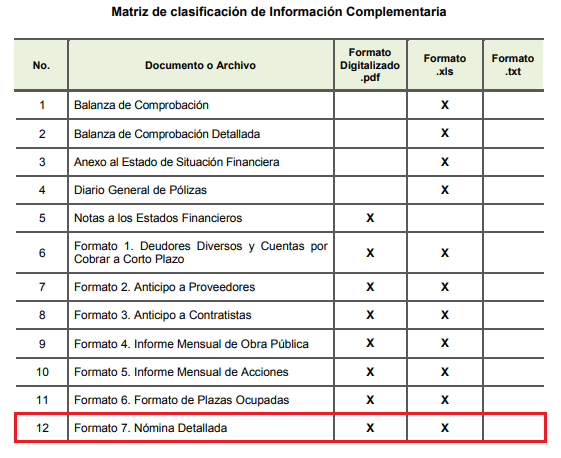 Matriz de clasificación de Información Complementaria
No. Documento o Archivo Formato Digitalizado .pdf Formato .xls Formato .txt
1 Balanza de Comprobación X
2 Balanza de Comprobación Detallada X
3 Anexo al Estado de Situación Financiera X
4 Diario General de Pólizas X
5 Notas a los Estados Financieros X
6 Formato 1. Deudores Diversos y Cuentas por
Cobrar a Corto Plazo X X
7 Formato 2. Anticipo a Proveedores X X
8 Formato 3. Anticipo a Contratistas X X
9 Formato 4. Informe Mensual de Obra Pública X X
10 Formato 5. Informe Mensual de Acciones X X
11 Formato 6. Formato de Plazas Ocupadas X X
12 Formato 7. Nómina Detallada X X